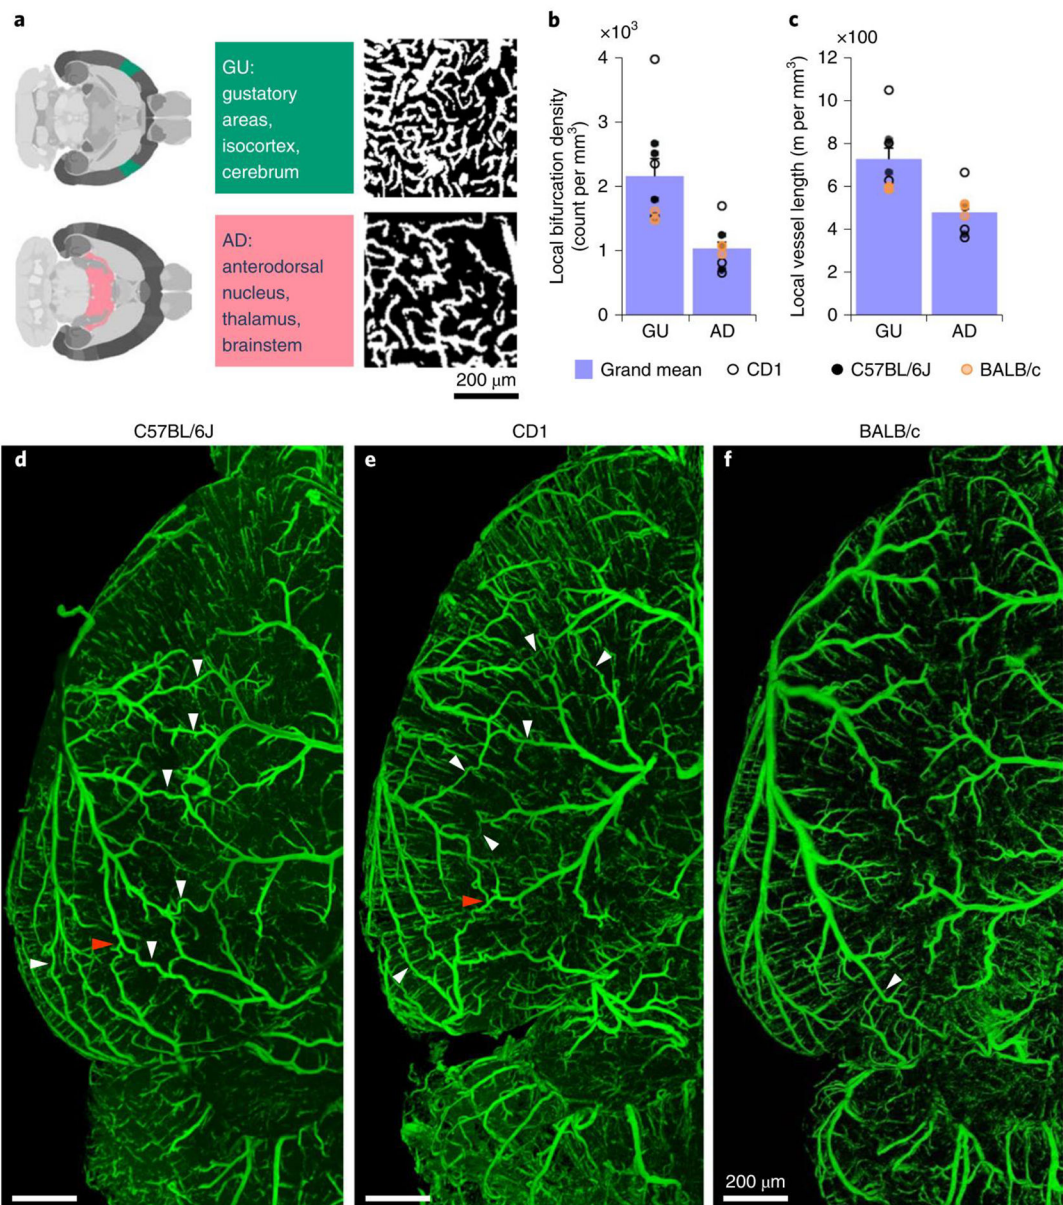 a
GU:
gustatory
areas,
isocortex,
cerebrum
AD:
anterodorsal
nucleus,
thalamus,
brainstem
200 μm
b
×10³
Local bifurcation density
(count per mm³)
4
3
2
1
0
GU AD
c
×100
Local vessel length (m per mm³)
12
10
8
6
4
2
0
GU AD
Grand mean CD1 C57BL/6J BALB/c
C57BL/6J CD1 BALB/c
d e f
200 μm